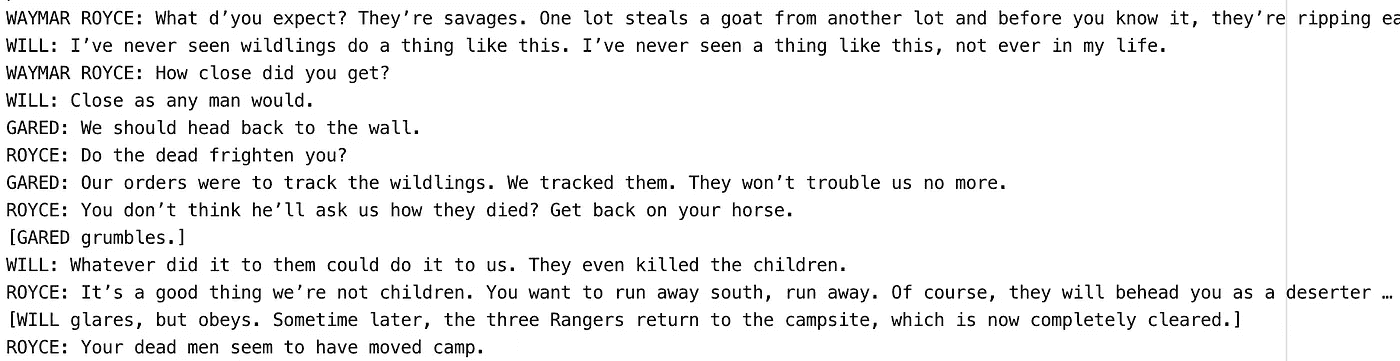 WAYMAR ROYCE: What d’you expect? They’re savages. One lot steals a goat from another lot and before you know it, they’re ripping
WILL: I’ve never seen wildlings do a thing like this. I’ve never seen a thing like this, not ever in my life.
WAYMAR ROYCE: How close did you get?
WILL: Close as any man would.
GARED: We should head back to the wall.
ROYCE: Do the dead frighten you?
GARED: Our orders were to track the wildlings. We tracked them. They won’t trouble us no more.
ROYCE: You don’t think he’ll ask us how they died? Get back on your horse.
[GARED grumbles.]
WILL: Whatever did it to them could do it to us. They even killed the children.
ROYCE: It’s a good thing we’re not children. You want to run away south, run away. Of course, they will behead you as a deserter …
[WILL glares, but obeys. Sometime later, the three Rangers return to the campsite, which is now completely cleared.]
ROYCE: Your dead men seem to have moved camp.